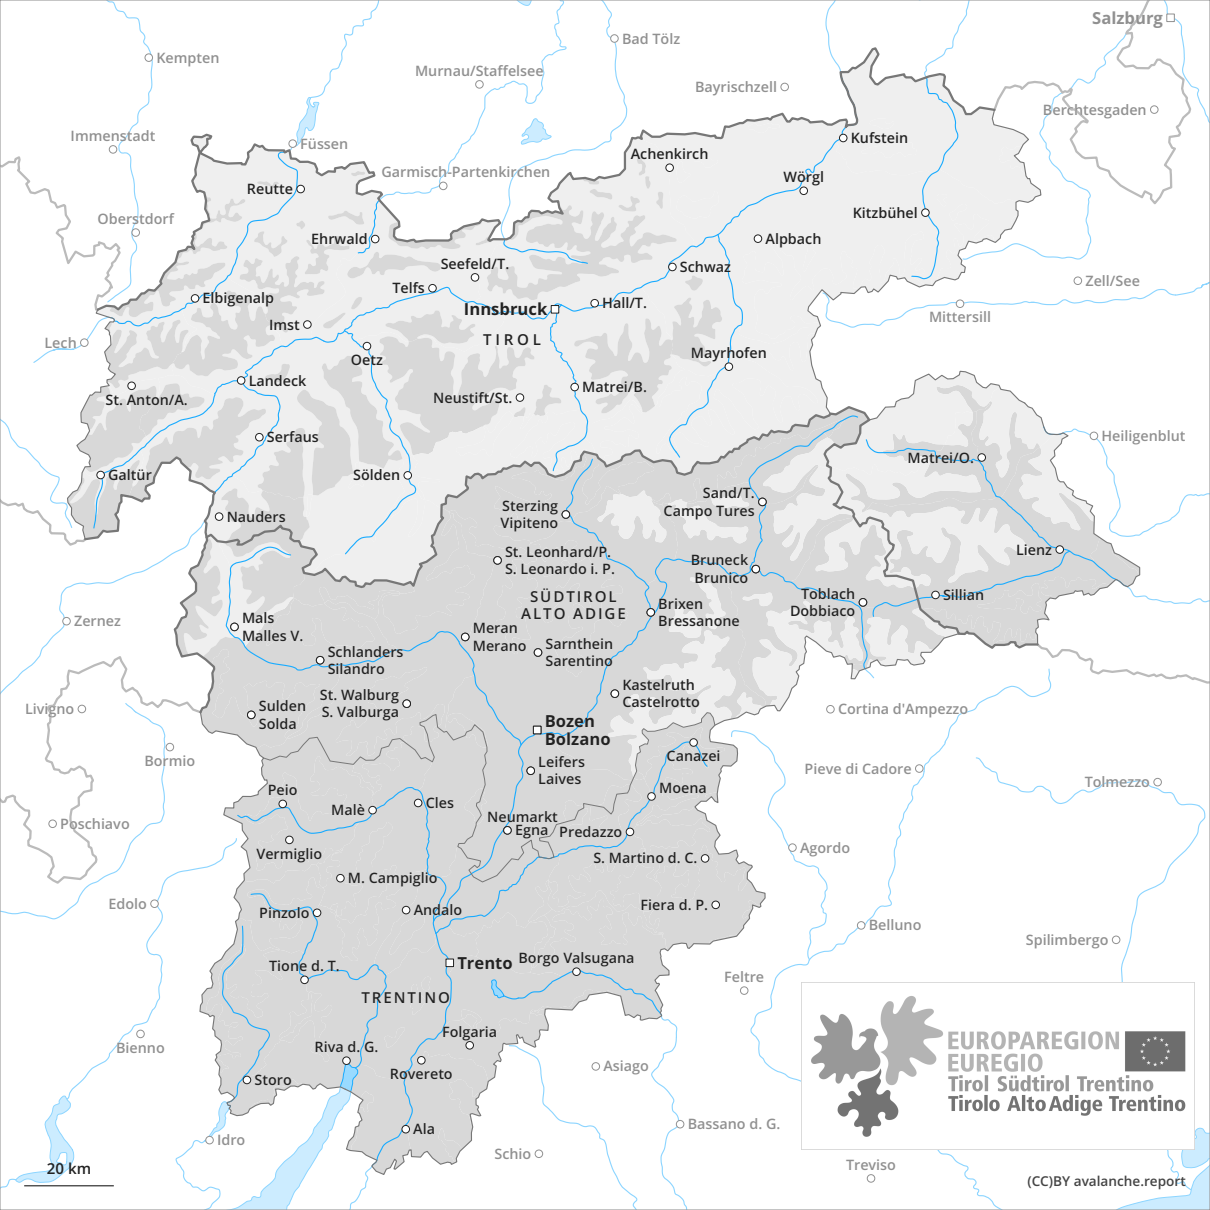 Salzburg
Kempten
Bad Tölz
Murnau/Staffelsee
Bayrischzell
Berchtesgaden
Immenstadt
Füssen
Kufstein
Achenkirch
Garmisch-Partenkirchen
Wörgl
Reutte
Oberstdorf
Kitzbühel
Ehrwald
Alpbach
Seefeld/T.
Schwaz
Zell/See
Telfs
Elbigenalp
Hall/T.
Innsbruck
Mittersill
Imst
TIROL
Lech
Oetz
Mayrhofen
Landeck
Matrei/B.
St. Anton/A.
Neustift/St.
Serfaus
Heiligenblut
Matrei/O.
Galtür
Sölden
Sand/T.
Campo Tures
Sterzing
Vipiteno
Nauders
Lienz
St. Leonhard/P.
S. Leonardo i. P.
Bruneck
Brunico
SÜDTIROL
ALTO ADIGE
Toblach
Dobbiaco
Sillian
Brixen
Bressanone
Zernez
Mals
Malles V.
Meran
Merano
Sarnthein
Sarentino
Schlanders
Silandro
Kastelruth
Castelrotto
St. Walburg
S. Valburga
Livigno
Sulden
Solda
Cortina d'Ampezzo
Bozen
Bolzano
Bormio
Canazei
Leifers
Laives
Pieve di Cadore
Tolmezzo
Peio
Moena
Malè
Cles
Neumarkt
Egna
Predazzo
Poschiavo
Vermiglio
S. Martino d. C.
Agordo
M. Campiglio
Edolo
Pinzolo
Andalo
Fiera d. P.
Belluno
Spilimbergo
Trento
Borgo Valsugana
Tione d. T.
Feltre
TRENTINO
Folgaria
Bienno
Riva d. G.
Rovereto
Asiago
Storo
EUROPAREGION
EUREGIO
Tirol Südtirol Trentino
Tirolo Alto Adige Trentino
Ala
Bassano d. G.
Idro
Schio
Treviso
20 km
(CC)BY avalanche.report